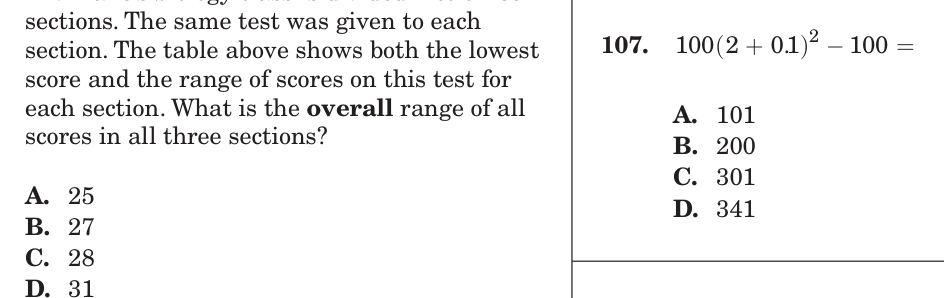 sections. The same test was given to each
section. The table above shows both the lowest
score and the range of scores on this test for
each section. What is the overall range of all
scores in all three sections?
A. 25
B. 27
C. 28
D. 31
107. 100(2 + 0.1)² − 100 =
A. 101
B. 200
C. 301
D. 341